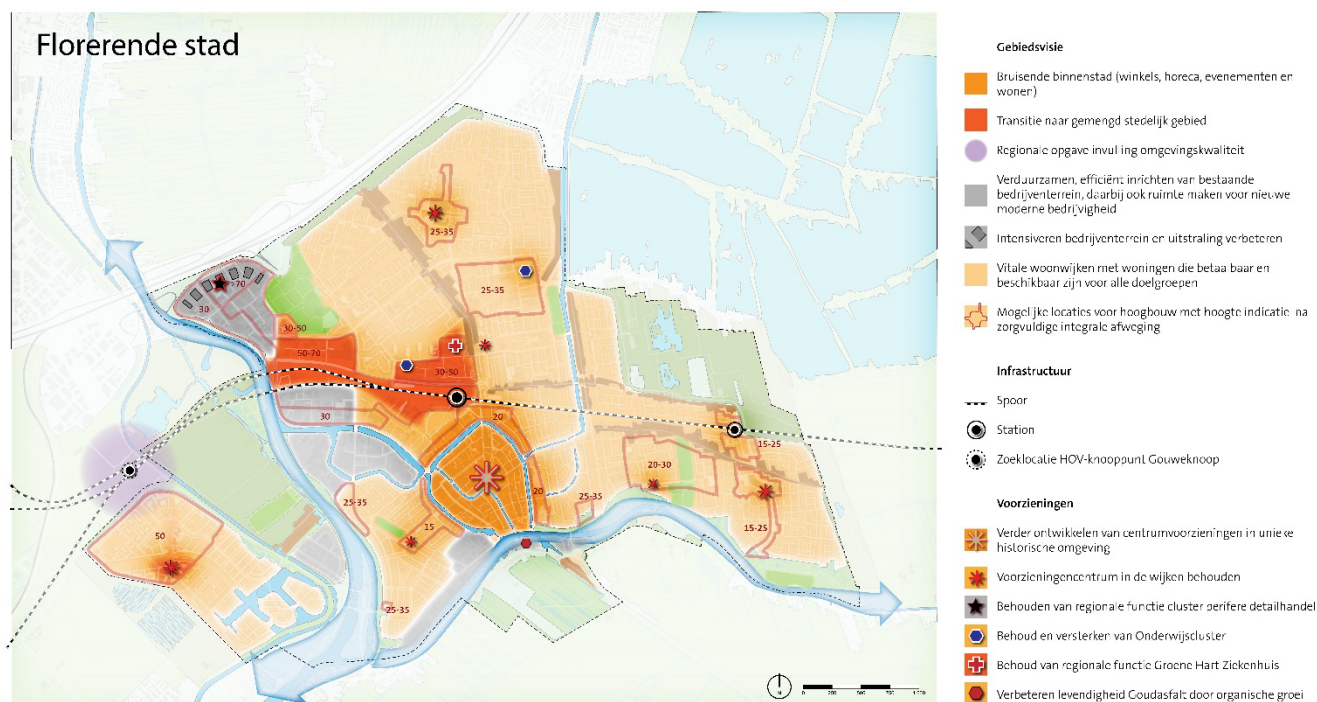 Florerende stad
25-35
25-35
70
30
30-50
50-70
30-50
30
20
20
25-35
15
25-35
25-35
20-30
15-25
15-25
50
N
250
500
750
1.000
Gebiedsvisie
Bruisende binnenstad (winkels, horeca, evenementen en
wonen)
Transitie naar gemengd stedelijk gebied
Regionale opgave invulling omgevingskwaliteit
Verduurzamen, efficiënt inrichten van bestaande
bedrijventerrein, daarbij ook ruimte maken voor nieuwe
moderne bedrijvigheid
Intensiveren bedrijventerrein en uitstraling verbeteren
Vitale woonwijken met woningen die betaalbaar en
beschikbaar zijn voor alle doelgroepen
Mogelijke locaties voor hoogbouw met hoogte indicatie na
zorgvuldige integrale afweging
Infrastructuur
Spoor
Station
Zoeklocatie HOV-knooppunt Gouweknoop
Voorzieningen
Verder ontwikkelen van centrumvoorzieningen in unieke
historische omgeving
Voorzieningencentrum in de wijken behouden
Behouden van regionale functie cluster perifere detailhandel
Behoud en versterken van Onderwijscluster
Behoud van regionale functie Groene Hart Ziekenhuis
Verbeteren levendigheid Goudasfalt door organische groei